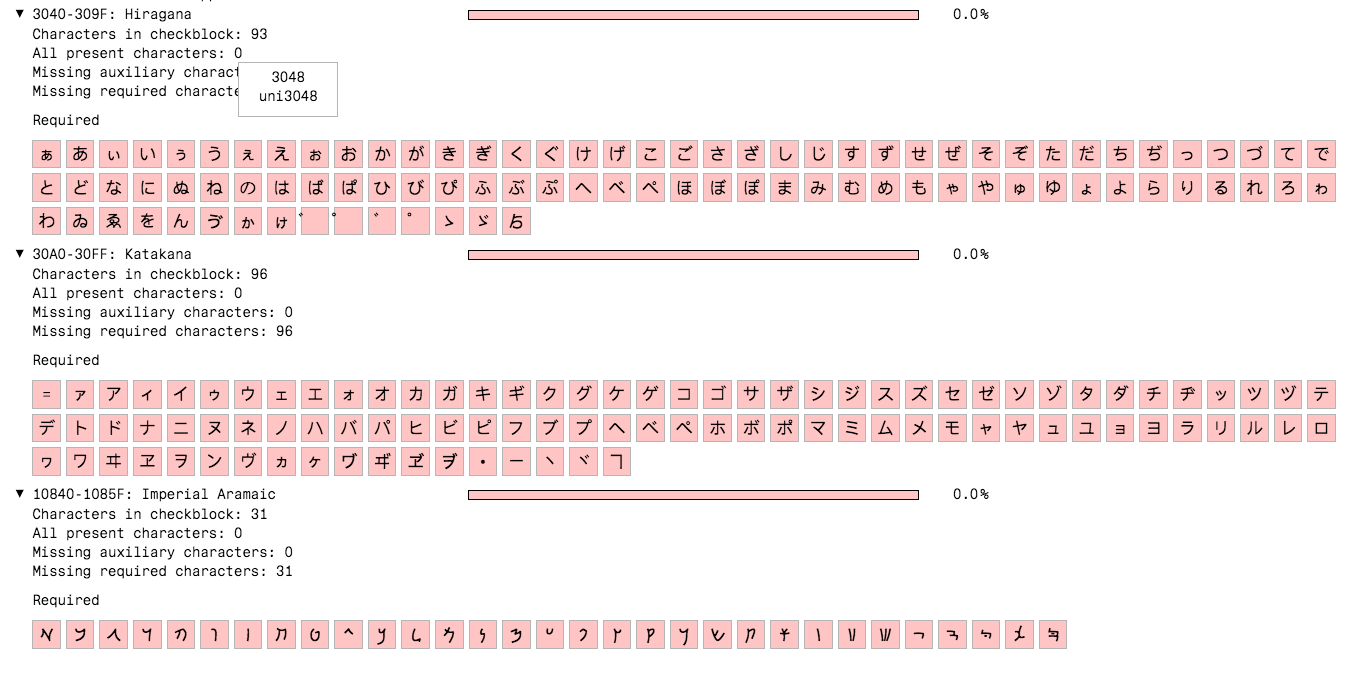 3040-309F: Hiragana 0.0%
Characters in checkblock: 93
All present characters: 0
Missing auxiliary charact
3048
Missing required characte
uni3048
Required
ぁ あ ぃ い ぅ う ぇ え ぉ お か が き ぎ く ぐ け げ こ ご さ ざ し じ す ず せ ぜ そ ぞ た だ ち ぢ っ つ づ て で
と ど な に ぬ ね の は ば ぱ ひ び ぴ ふ ぶ ぷ へ べ ぺ ほ ぼ ぽ ま み む め も ゃ や ゅ ゆ ょ よ ら り る れ ろ ゎ
わ ゐ ゑ を ん ゔ ゕ ゖ ゙ ゚ ゛ ゜ ゝ ゞ ゟ
30A0-30FF: Katakana 0.0%
Characters in checkblock: 96
All present characters: 0
Missing auxiliary characters: 0
Missing required characters: 96
Required
゠ ァ ア ィ イ ゥ ウ ェ エ ォ オ カ ガ キ ギ ク グ ケ ゲ コ ゴ サ ザ シ ジ ス ズ セ ゼ ソ ゾ タ ダ チ ヂ ッ ツ ヅ テ
デ ト ド ナ ニ ヌ ネ ノ ハ バ パ ヒ ビ ピ フ ブ プ ヘ ベ ペ ホ ボ ポ マ ミ ム メ モ ャ ヤ ュ ユ ョ ヨ ラ リ ル レ ロ
ヮ ワ ヰ ヱ ヲ ン ヴ ヵ ヶ ヷ ヸ ヹ ヺ ・ ー ヽ ヾ ヿ
10840-1085F: Imperial Aramaic 0.0%
Characters in checkblock: 31
All present characters: 0
Missing auxiliary characters: 0
Missing required characters: 31
Required
𐡀 𐡁 𐡂 𐡃 𐡄 𐡅 𐡆 𐡇 𐡈 𐡉 𐡊 𐡋 𐡌 𐡍 𐡎 𐡏 𐡐 𐡑 𐡒 𐡓 𐡔 𐡕 𐡗 𐡘 𐡙 𐡚 𐡛 𐡜 𐡝 𐡞 𐡟